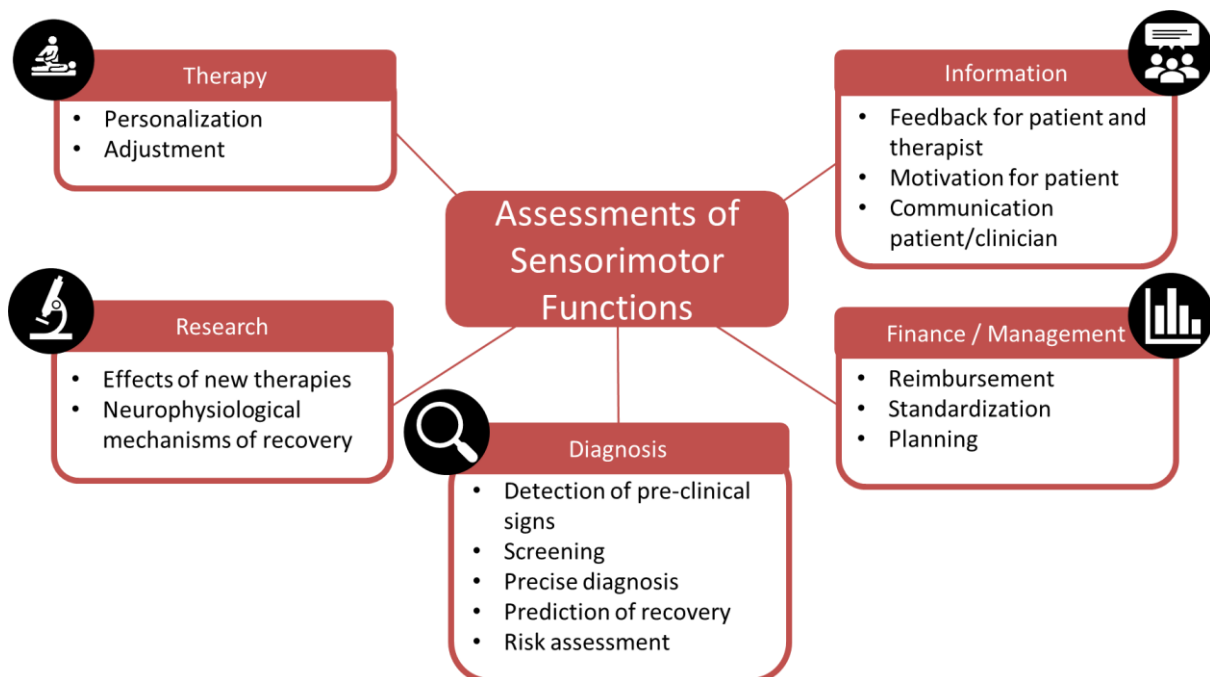 Therapy
• Personalization
• Adjustment
Information
• Feedback for patient and
therapist
• Motivation for patient
• Communication
patient/clinician
Assessments of
Sensorimotor
Functions
Research
• Effects of new therapies
• Neurophysiological
mechanisms of recovery
Finance / Management
• Reimbursement
• Standardization
• Planning
Diagnosis
• Detection of pre-clinical
signs
• Screening
• Precise diagnosis
• Prediction of recovery
• Risk assessment